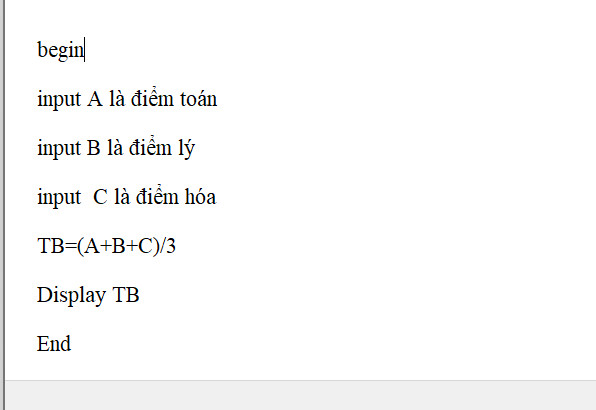 begin
input A là điểm toán
input B là điểm lý
input  C là điểm hóa
TB=(A+B+C)/3
Display TB
End